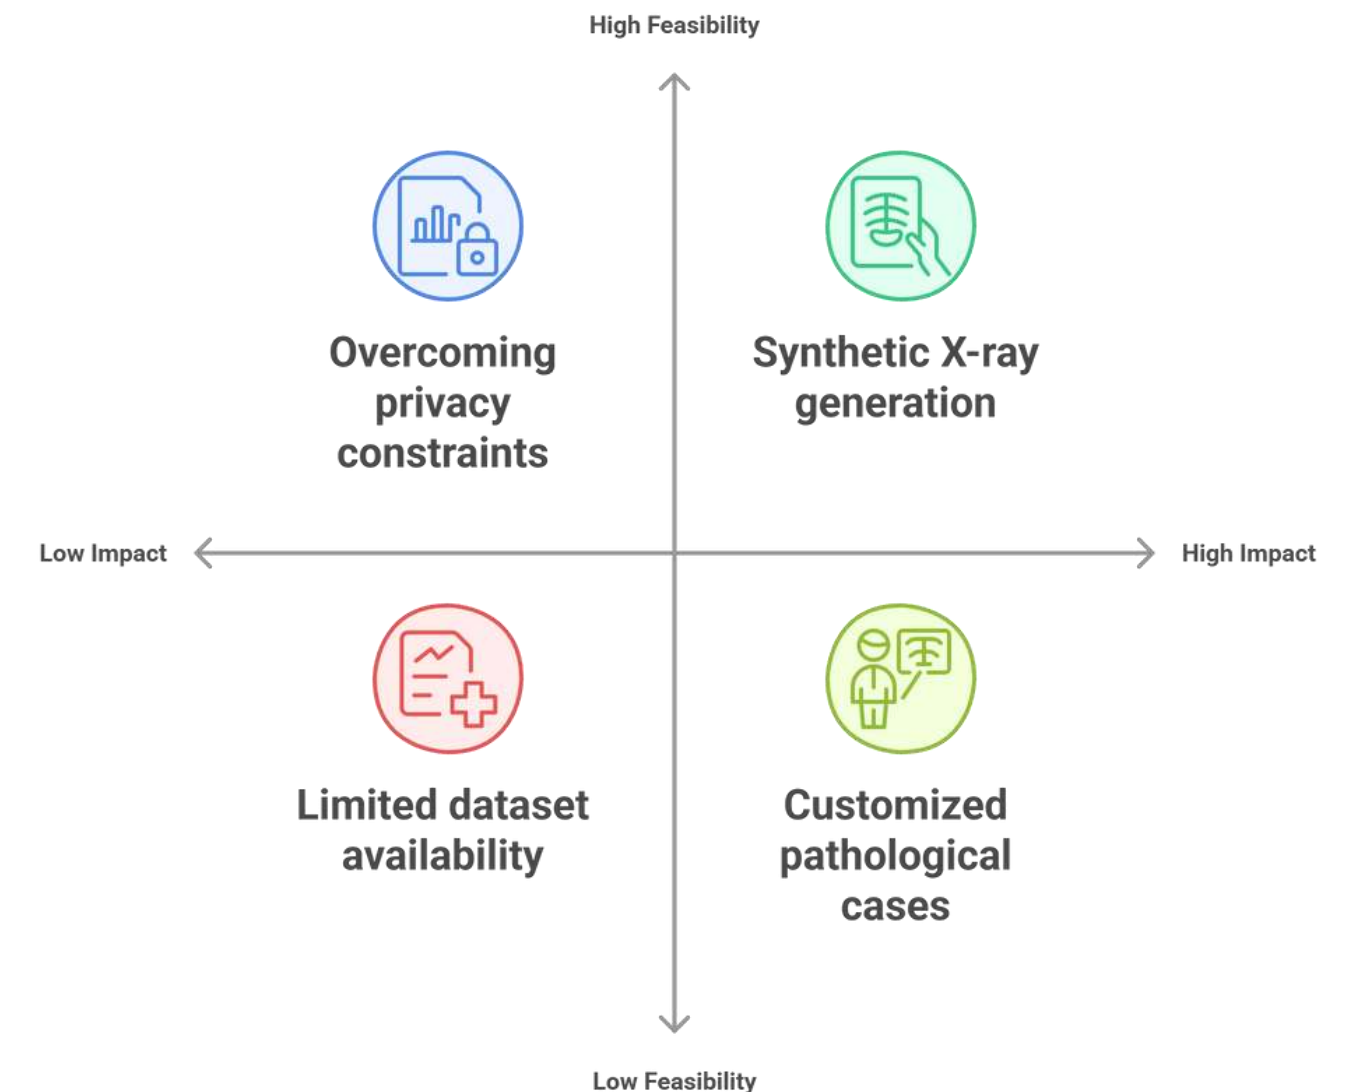 High Feasibility
Overcoming
privacy
constraints
Synthetic X-ray
generation
Low Impact
High Impact
Limited dataset
availability
Customized
pathological
cases
Low Feasibility